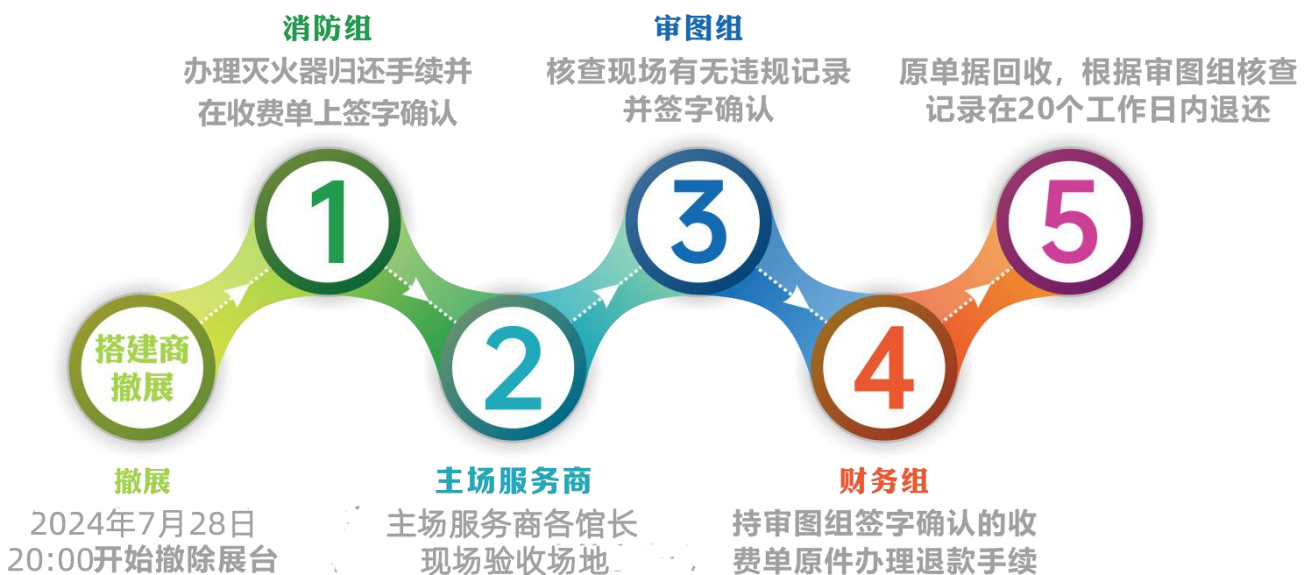 消防组
办理灭火器归还手续并
在收费单上签字确认
审图组
核查现场有无违规记录
并签字确认
原单据回收，根据审图组核查
记录在20个工作日内退还
1
3
5
搭建商
撤展
2
4
撤展
2024年7月28日
20:00开始撤除展台
主场服务商
主场服务商各馆长
现场验收场地
财务组
持审图组签字确认的收
费单原件办理退款手续